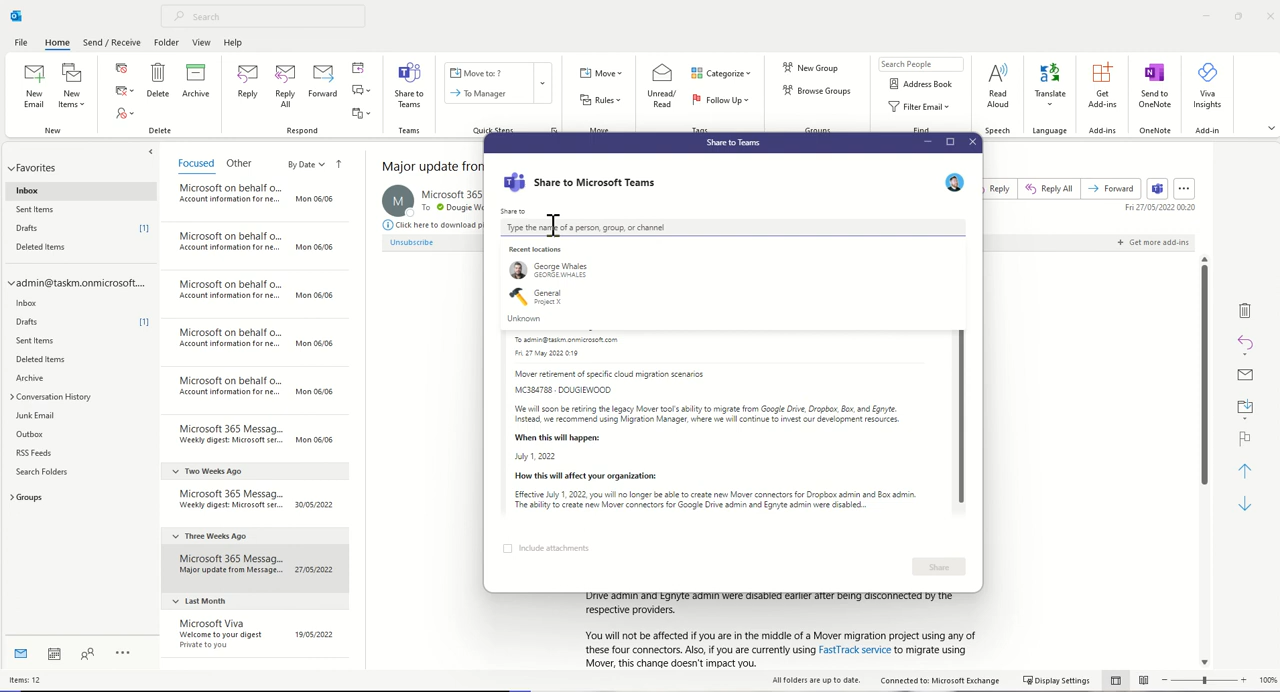 Search
File Home Send / Receive Folder View Help
New Email
New Items
Delete
Archive
Reply
Reply All
Forward
Share to Teams
Move to: ?
To Manager
Move
Rules
Unread/ Read
Categorize
Follow Up
New Group
Browse Groups
Search People
Address Book
Filter Email
Read Aloud
Translate
Get Add-ins
Send to OneNote
Viva Insights
New Delete Respond Teams Quick Steps Move Tags Groups Find Speech Language Add-ins OneNote Add-in
Favorites
Inbox
Sent Items
Drafts [1]
Deleted Items
admin@taskm.onmicrosoft....
Inbox
Drafts [1]
Sent Items
Deleted Items
Archive
Conversation History
Junk Email
Outbox
RSS Feeds
Search Folders
Groups
Focused Other By Date
Microsoft on behalf o...
Account information for ne... Mon 06/06
Microsoft on behalf o...
Account information for ne... Mon 06/06
Microsoft on behalf o...
Account information for ne... Mon 06/06
Microsoft on behalf o...
Account information for ne... Mon 06/06
Microsoft on behalf o...
Account information for ne... Mon 06/06
Microsoft 365 Messag...
Weekly digest: Microsoft ser... Mon 06/06
Two Weeks Ago
Microsoft 365 Messag...
Weekly digest: Microsoft ser... 30/05/2022
Three Weeks Ago
Microsoft 365 Messag...
Major update from Message... 27/05/2022
Last Month
Microsoft Viva
Welcome to your digest 19/05/2022
Private to you
Major update from
M
Microsoft 365
To Dougie Wo
Click here to download p
Unsubscribe
Reply Reply All Forward
Fri 27/05/2022 00:20
Get more add-ins
Share to Teams
Share to Microsoft Teams
Share to
Type the name of a person, group, or channel
Recent locations
George Whales
GEORGE.WHALES
General
Project X
Unknown
To admin@taskm.onmicrosoft.com
Fri, 27 May 2022 0:19
Mover retirement of specific cloud migration scenarios
MC384788 - DOUGIEWOOD
We will soon be retiring the legacy Mover tool's ability to migrate from Google Drive, Dropbox, Box, and Egnyte.
Instead, we recommend using Migration Manager, where we will continue to invest our development resources.
When this will happen:
July 1, 2022
How this will affect your organization:
Effective July 1, 2022, you will no longer be able to create new Mover connectors for Dropbox admin and Box admin.
The ability to create new Mover connectors for Google Drive admin and Egnyte admin were disabled...
Include attachments
Share
Drive admin and Egnyte admin were disabled earlier after being disconnected by the
respective providers.
You will not be affected if you are in the middle of a Mover migration project using any of
these four connectors. Also, if you are currently using FastTrack service to migrate using
Mover, this change doesn't impact you.
Items: 12
All folders are up to date. Connected to: Microsoft Exchange Display Settings 100%